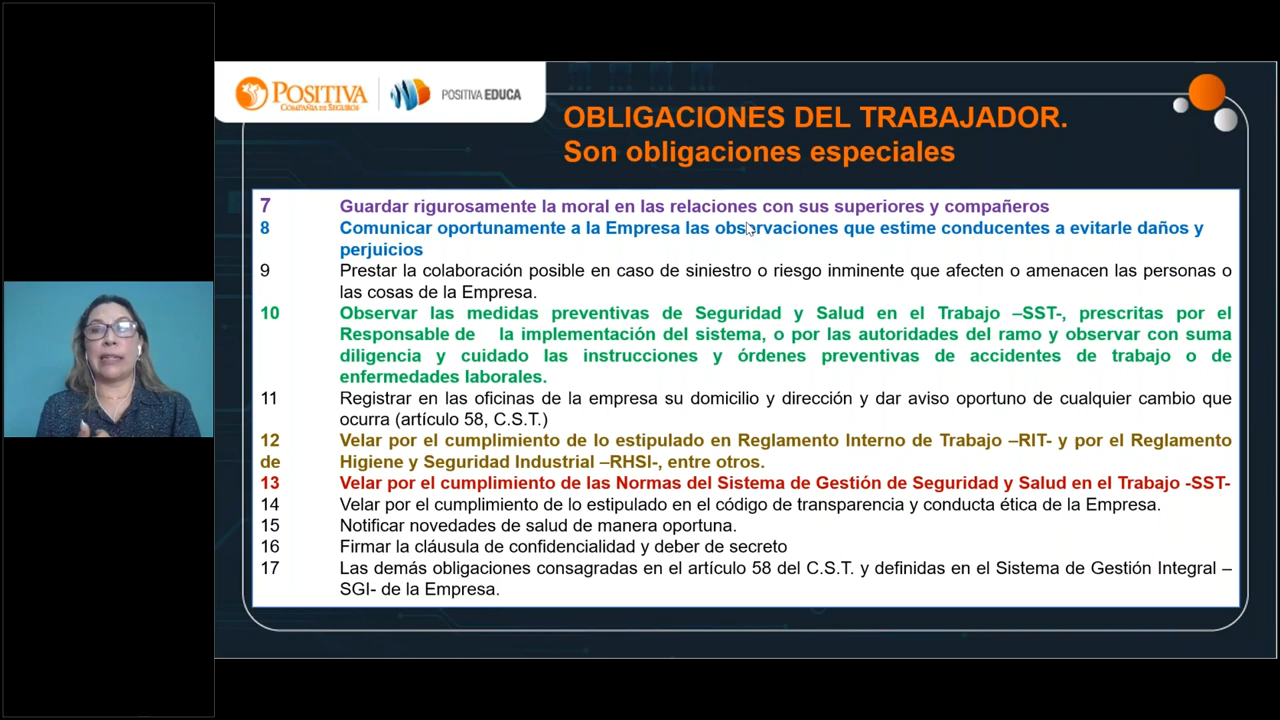 POSITIVA
COMPAÑÍA DE SEGUROS
POSITIVA EDUCA
OBLIGACIONES DEL TRABAJADOR.
Son obligaciones especiales
7 Guardar rigurosamente la moral en las relaciones con sus superiores y compañeros
8 Comunicar oportunamente a la Empresa las observaciones que estime conducentes a evitarle daños y
perjuicios
9 Prestar la colaboración posible en caso de siniestro o riesgo inminente que afecten o amenacen las personas o
las cosas de la Empresa.
10 Observar las medidas preventivas de Seguridad y Salud en el Trabajo –SST-, prescritas por el
Responsable de la implementación del sistema, o por las autoridades del ramo y observar con suma
diligencia y cuidado las instrucciones y órdenes preventivas de accidentes de trabajo o de
enfermedades laborales.
11 Registrar en las oficinas de la empresa su domicilio y dirección y dar aviso oportuno de cualquier cambio que
ocurra (artículo 58, C.S.T.)
12 Velar por el cumplimiento de lo estipulado en Reglamento Interno de Trabajo –RIT- y por el Reglamento
de Higiene y Seguridad Industrial –RHSI-, entre otros.
13 Velar por el cumplimiento de las Normas del Sistema de Gestión de Seguridad y Salud en el Trabajo -SST-
14 Velar por el cumplimiento de lo estipulado en el código de transparencia y conducta ética de la Empresa.
15 Notificar novedades de salud de manera oportuna.
16 Firmar la cláusula de confidencialidad y deber de secreto
17 Las demás obligaciones consagradas en el artículo 58 del C.S.T. y definidas en el Sistema de Gestión Integral –
SGI- de la Empresa.